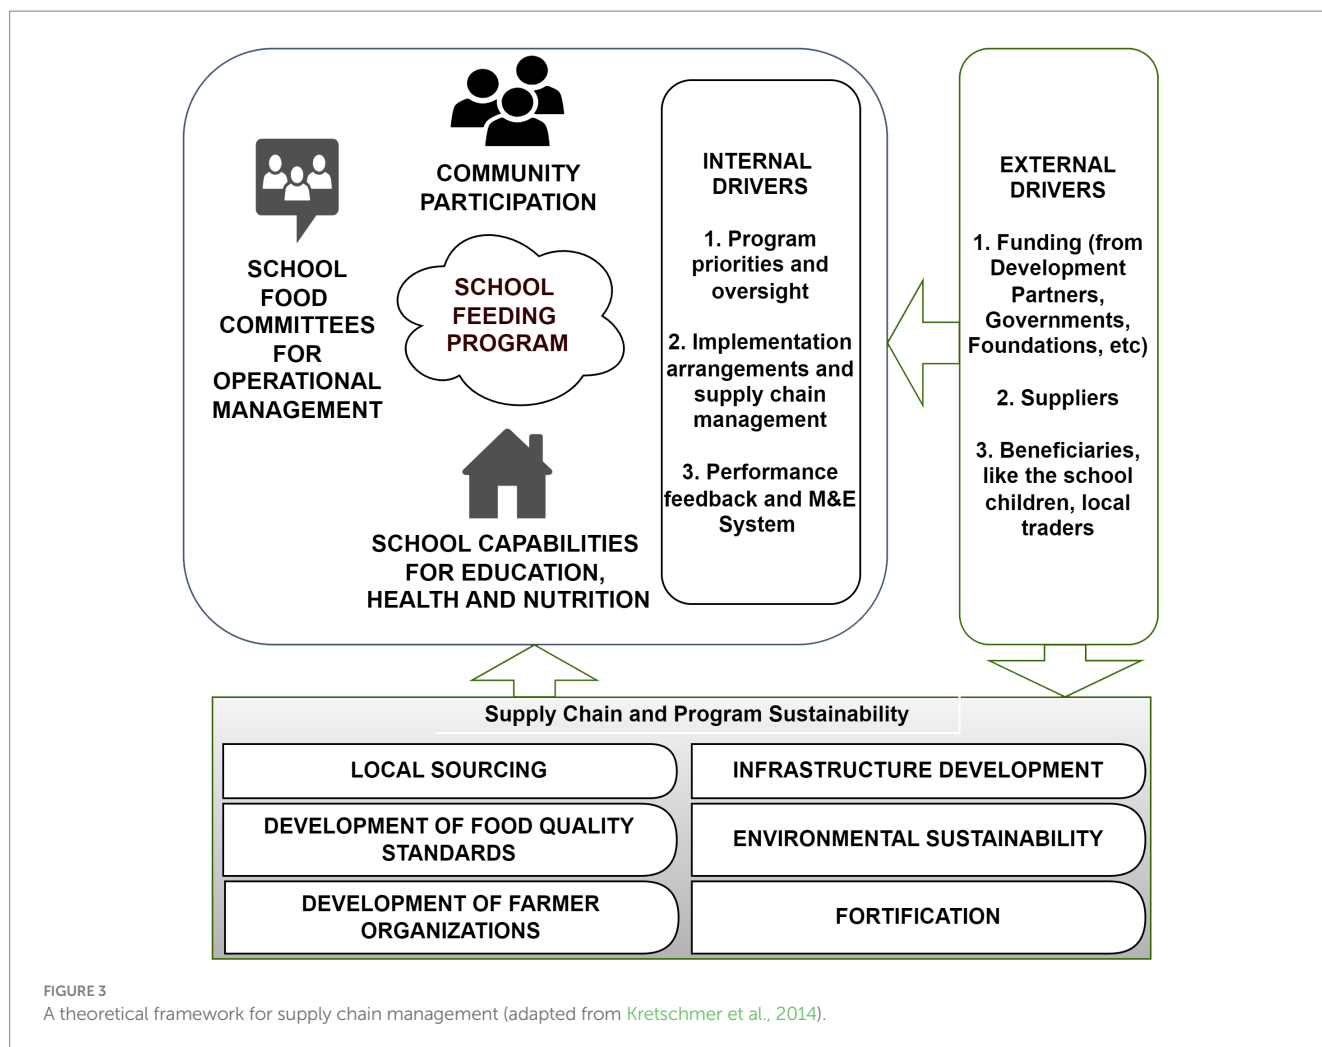 COMMUNITY
PARTICIPATION
SCHOOL
FOOD
COMMITTEES
FOR
OPERATIONAL
MANAGEMENT
SCHOOL
FEEDING
PROGRAM
SCHOOL CAPABILITIES
FOR EDUCATION,
HEALTH AND NUTRITION
INTERNAL
DRIVERS
1. Program
priorities and
oversight
2. Implementation
arrangements and
supply chain
management
3. Performance
feedback and M&E
System
EXTERNAL
DRIVERS
1. Funding (from
Development
Partners,
Governments,
Foundations, etc)
2. Suppliers
3. Beneficiaries,
like the school
children, local
traders
Supply Chain and Program Sustainability
LOCAL SOURCING
INFRASTRUCTURE DEVELOPMENT
DEVELOPMENT OF FOOD QUALITY
STANDARDS
ENVIRONMENTAL SUSTAINABILITY
DEVELOPMENT OF FARMER
ORGANIZATIONS
FORTIFICATION
FIGURE 3
A theoretical framework for supply chain management (adapted from Kretschmer et al., 2014).